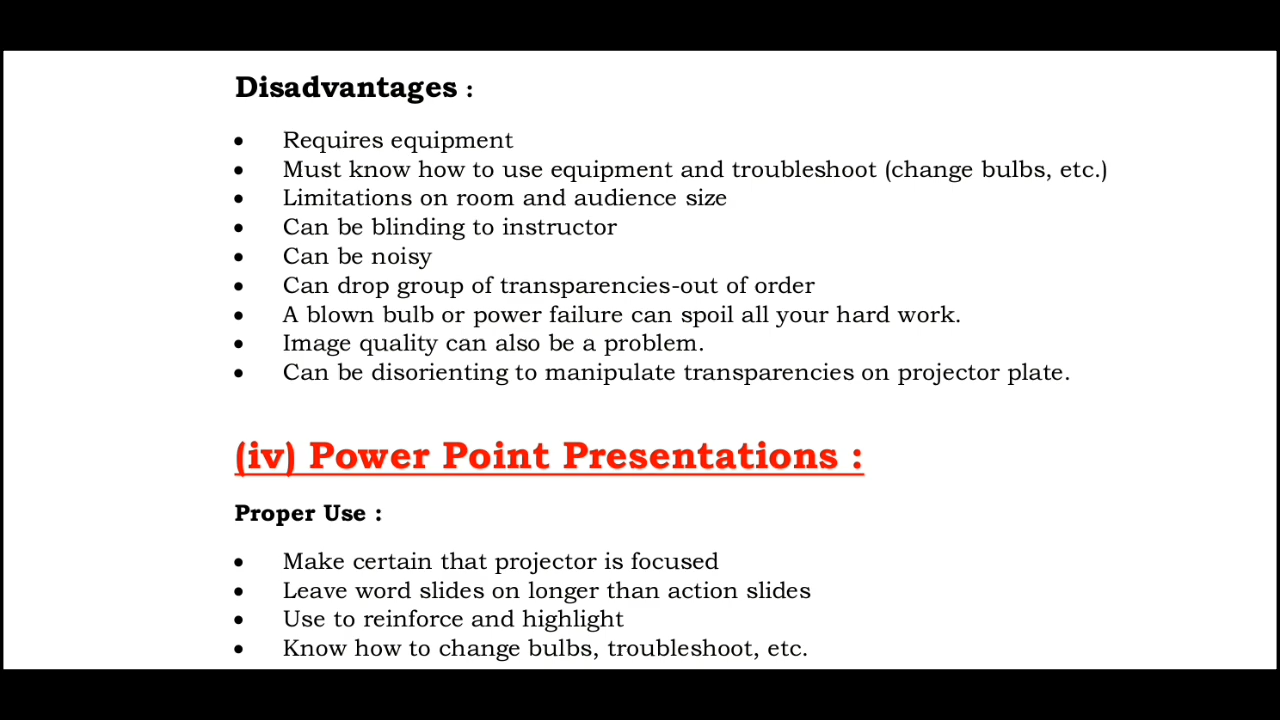 Disadvantages :
• Requires equipment
• Must know how to use equipment and troubleshoot (change bulbs, etc.)
• Limitations on room and audience size
• Can be blinding to instructor
• Can be noisy
• Can drop group of transparencies-out of order
• A blown bulb or power failure can spoil all your hard work.
• Image quality can also be a problem.
• Can be disorienting to manipulate transparencies on projector plate.
(iv) Power Point Presentations :
Proper Use :
• Make certain that projector is focused
• Leave word slides on longer than action slides
• Use to reinforce and highlight
• Know how to change bulbs, troubleshoot, etc.